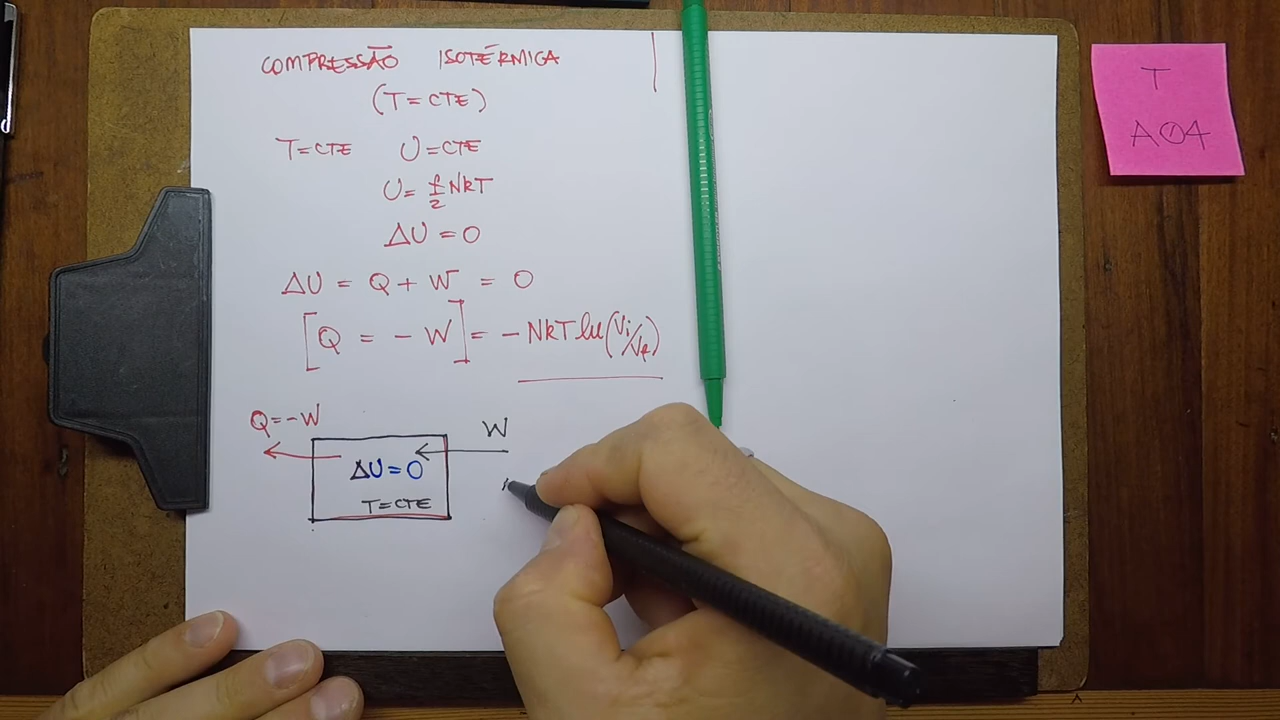 COMPRESSÃO ISOTÉRMICA
(T = CTE)
T = CTE U = CTE
U = f/2 NkT
ΔU = 0
ΔU = Q + W = 0
[Q = - W] = - NkT ln(Vi/Vf)
Q = -W
W
ΔU = 0
T = CTE
T
A04